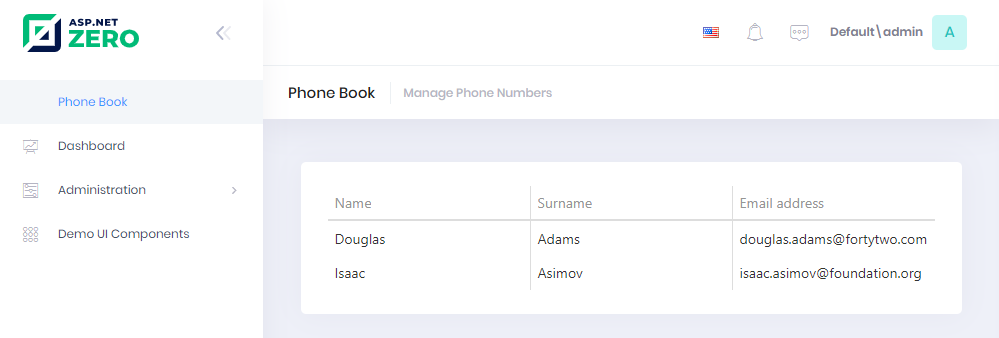 ASP.NET
ZERO
Default\admin
A
Phone Book
Manage Phone Numbers
Phone Book
Dashboard
Administration
Demo UI Components
Name Surname Email address
Douglas Adams douglas.adams@fortytwo.com
Isaac Asimov isaac.asimov@foundation.org